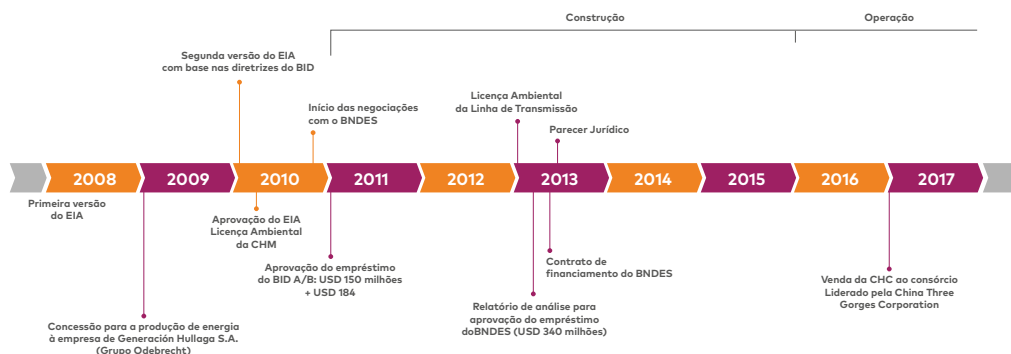 Construção
Operação
Segunda versão do EIA
com base nas diretrizes do BID
Início das negociações
com o BNDES
Licença Ambiental
da Linha de Transmissão
Parecer Jurídico
2008
2009
2010
2011
2012
2013
2014
2015
2016
2017
Primeira versão
do EIA
Aprovação do EIA
Licença Ambiental
da CHM
Aprovação do empréstimo
do BID A/B: USD 150 milhões
+ USD 184
Contrato de
financiamento do BNDES
Relatório de análise para
aprovação do empréstimo
doBNDES (USD 340 milhões)
Venda da CHC ao consórcio
Liderado pela China Three
Gorges Corporation
Concessão para a produção de energia
à empresa de Generación Hullaga S.A.
(Grupo Odebrecht)